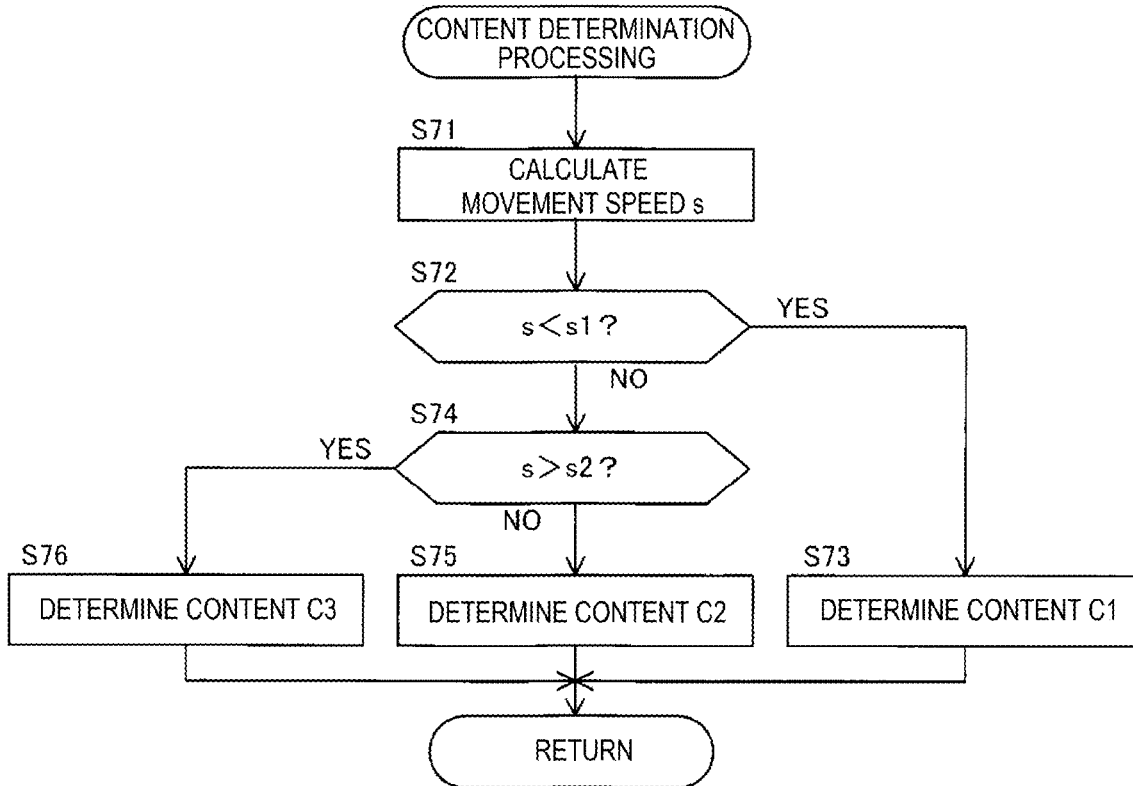 CONTENT DETERMINATION
PROCESSING
S71
CALCULATE
MOVEMENT SPEED s
S72
s<s1?
YES
NO
S74
YES
s>s2?
NO
S76
S75
S73
DETERMINE CONTENT C3
DETERMINE CONTENT C2
DETERMINE CONTENT C1
RETURN